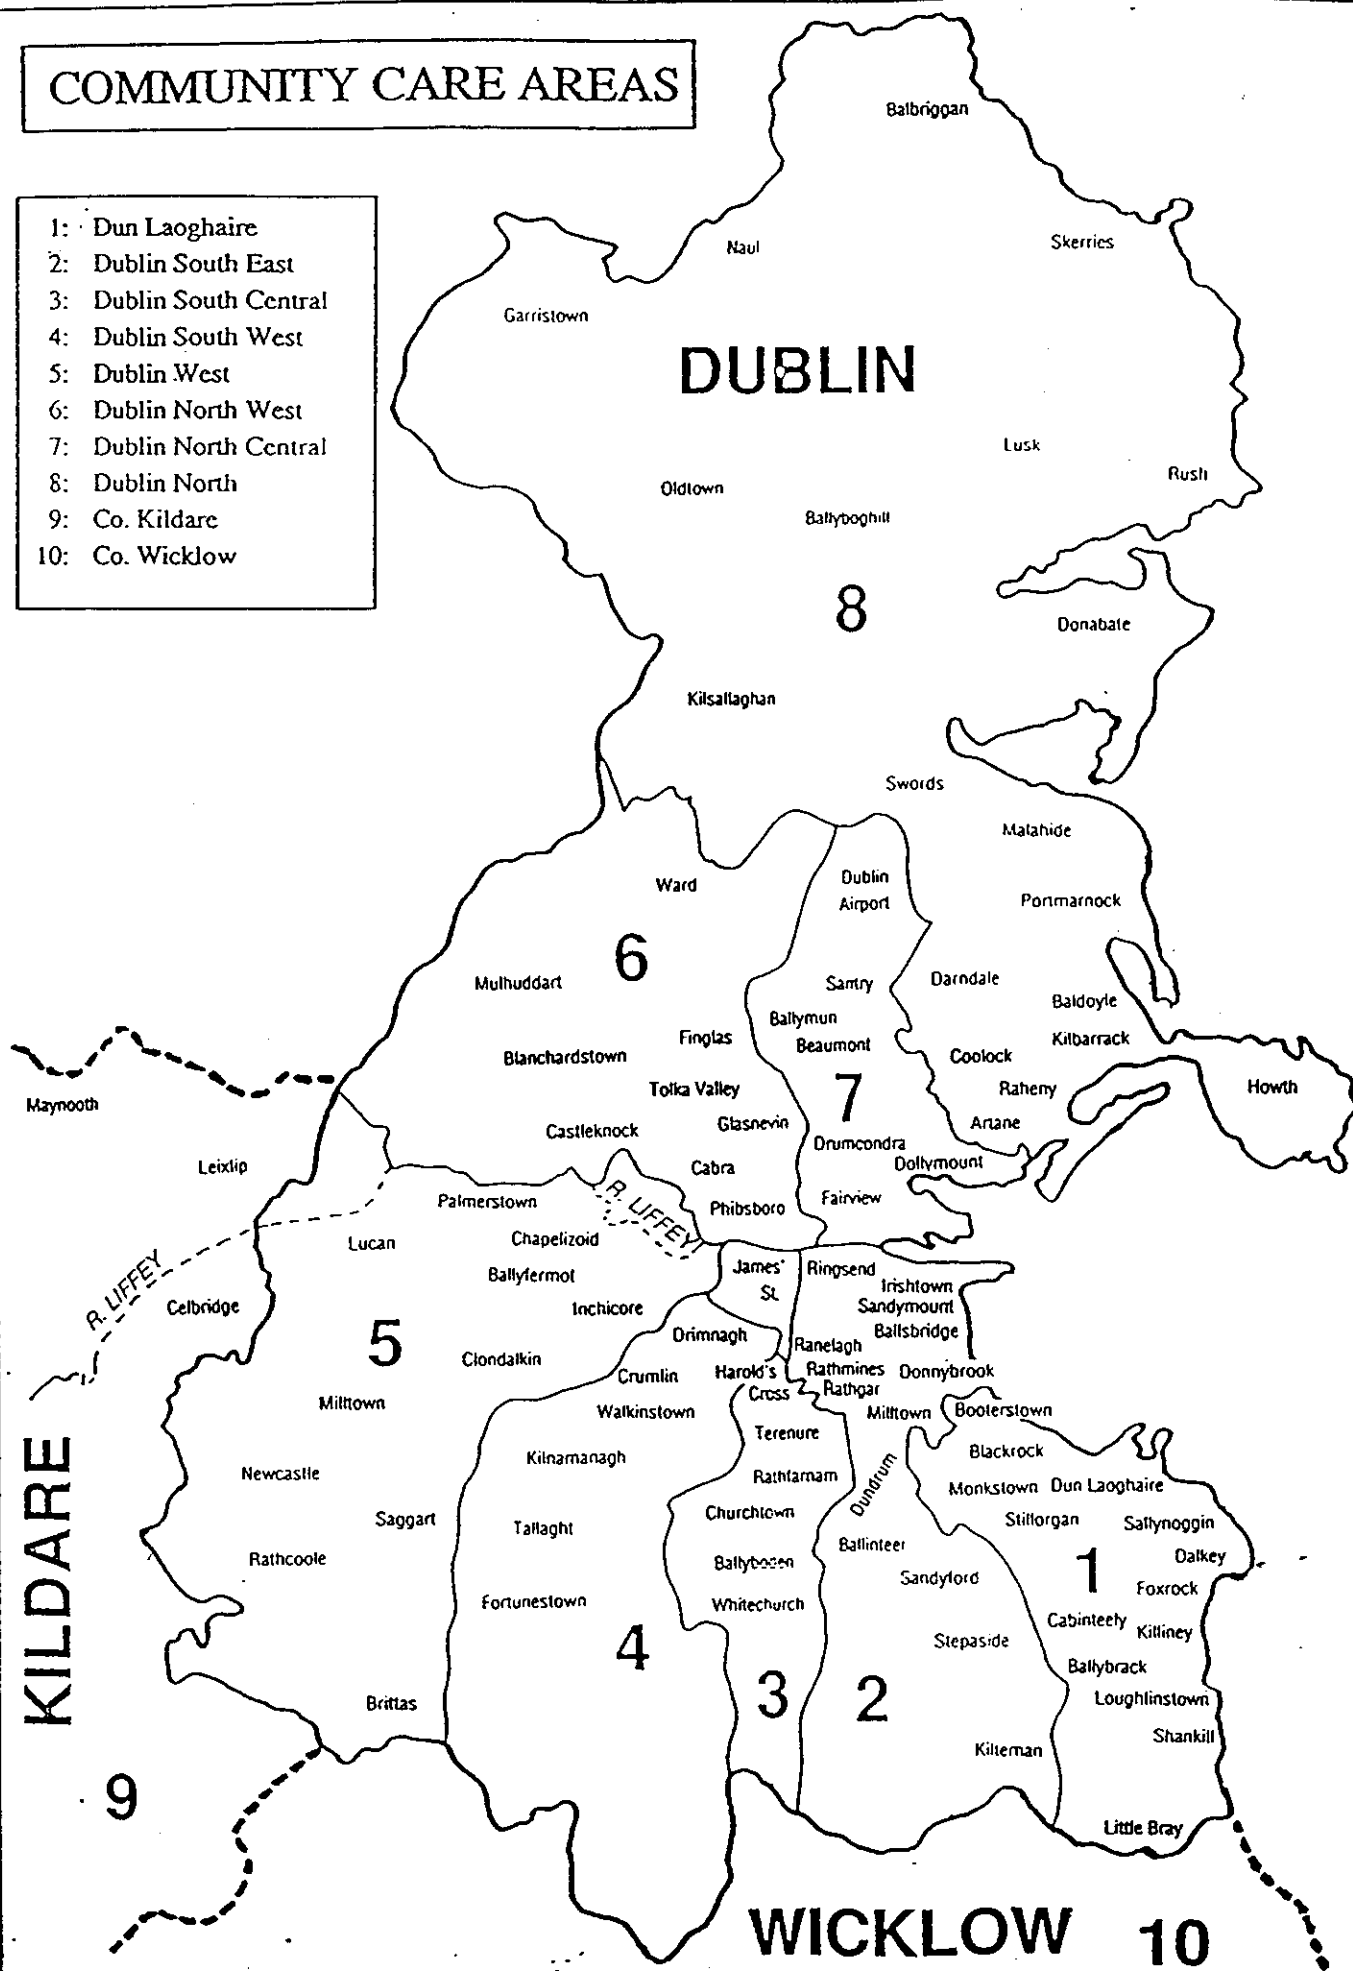 COMMUNITY CARE AREAS
1: Dun Laoghaire
2: Dublin South East
3: Dublin South Central
4: Dublin South West
5: Dublin West
6: Dublin North West
7: Dublin North Central
8: Dublin North
9: Co. Kildare
10: Co. Wicklow
Balbriggan
Naul
Skerries
Garristown
DUBLIN
Lusk
Rush
Oldtown
Ballyboghill
8
Donabate
Kilsallaghan
Swords
Malahide
Ward
Dublin
Airport
Portmarnock
6
Mulhuddart
Santry
Darndale
Baldoyle
Ballymun
Finglas
Beaumont
Kilbarrack
Blanchardstown
Coolock
Tolka Valley
7
Raheny
Howth
Maynooth
Glasnevin
Artane
Castleknock
Drumcondra
Dollymount
Leixlip
Cabra
Palmerstown
R. LIFFEY
Phibsboro
Fairview
Lucan
Chapelizoid
James'
St.
Ringsend
Ballyfermot
Irishtown
R. LIFFEY
Celbridge
Inchicore
Sandymount
Drimnagh
Ballsbridge
5
Clondalkin
Ranelagh
Crumlin
Harold's
Cross
Rathmines
Donnybrook
Rathgar
Milltown
Walkinstown
Milltown
Booterstown
Terenure
Blackrock
Kilnamanagh
Newcastle
Rathfarnam
Dundrum
Monkstown
Dun Laoghaire
Churchtown
Stillorgan
Sallynoggin
Saggart
Tallaght
Ballinteer
Rathcoole
Ballyboden
Dalkey
1
Sandyford
Foxrock
Fortunestown
Whitechurch
Cabinteely
Killiney
4
Stepaside
Ballybrack
KILDARE
3
2
Loughlinstown
Brittas
Shankill
Kilteman
9
Little Bray
WICKLOW
10